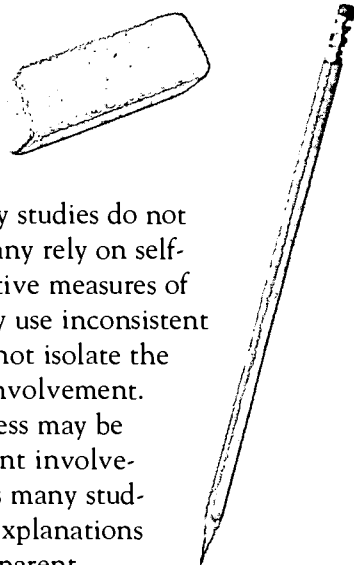 y studies do not
any rely on self-
tive measures of
y use inconsistent
not isolate the
nvolvement.
ess may be
nt involve-
s many stud-
xplanations
parent